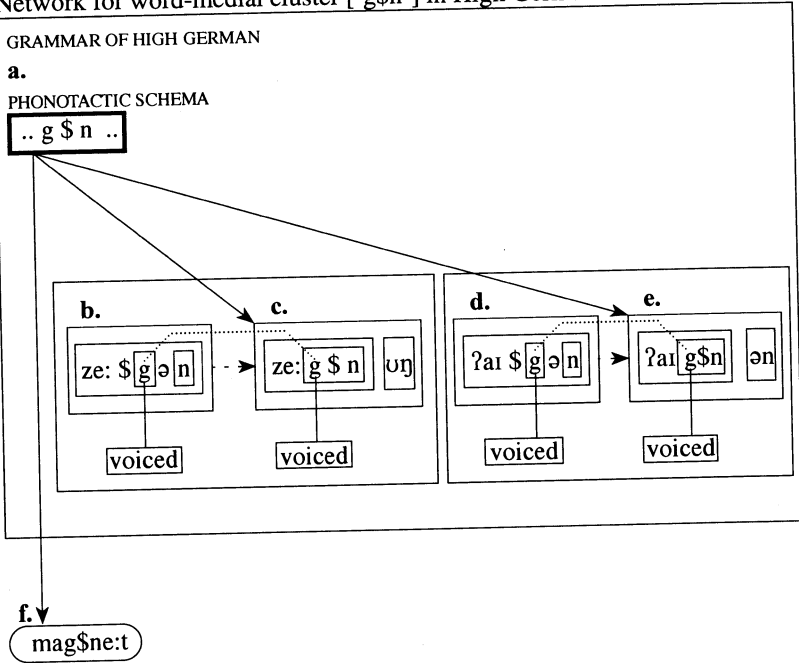 Network for word-medial cluster [ g$n ] in High
GRAMMAR OF HIGH GERMAN
a.
PHONOTACTIC SCHEMA
.. g $ n ..
b. c. d. e.
ze: $ g ə n ze: g $ n ʊŋ ʔaɪ $ g ə n ʔaɪ g$n ən
voiced voiced voiced voiced
f.
mag$ne:t